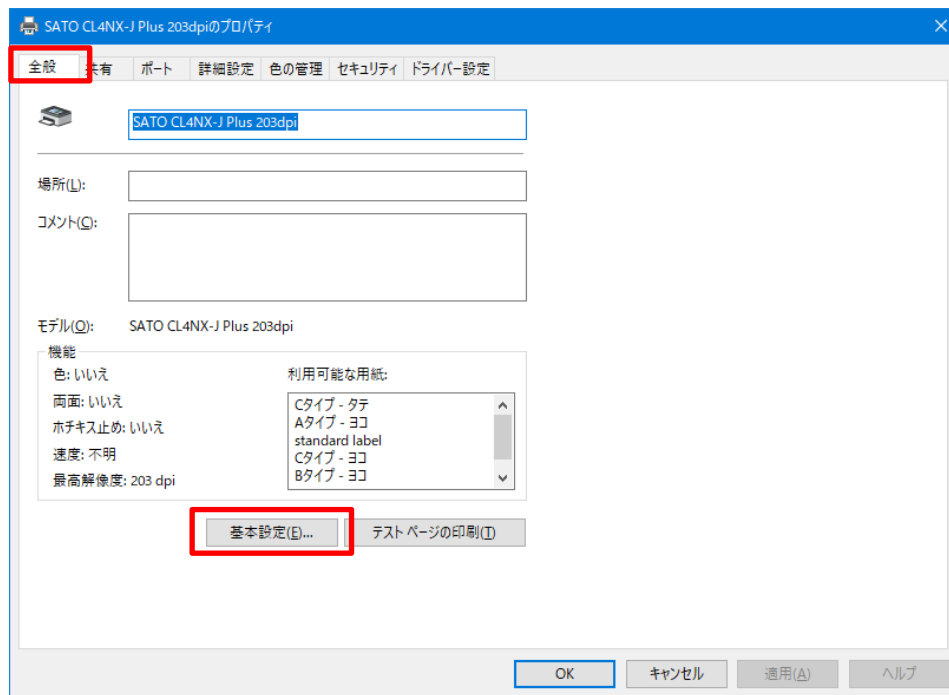 SATO CL4NX-J Plus 203dpiのプロパティ
全般 共有 ポート 詳細設定 色の管理 セキュリティ ドライバー設定
SATO CL4NX-J Plus 203dpi
場所(L):
コメント(C):
モデル(O): SATO CL4NX-J Plus 203dpi
機能
色: いいえ 利用可能な用紙:
両面: いいえ Cタイプ - タテ
Aタイプ - ヨコ
ホチキス止め: いいえ standard label
速度: 不明 Cタイプ - ヨコ
最高解像度: 203 dpi Bタイプ - ヨコ
基本設定(E)... テスト ページの印刷(T)
OK キャンセル 適用(A) ヘルプ